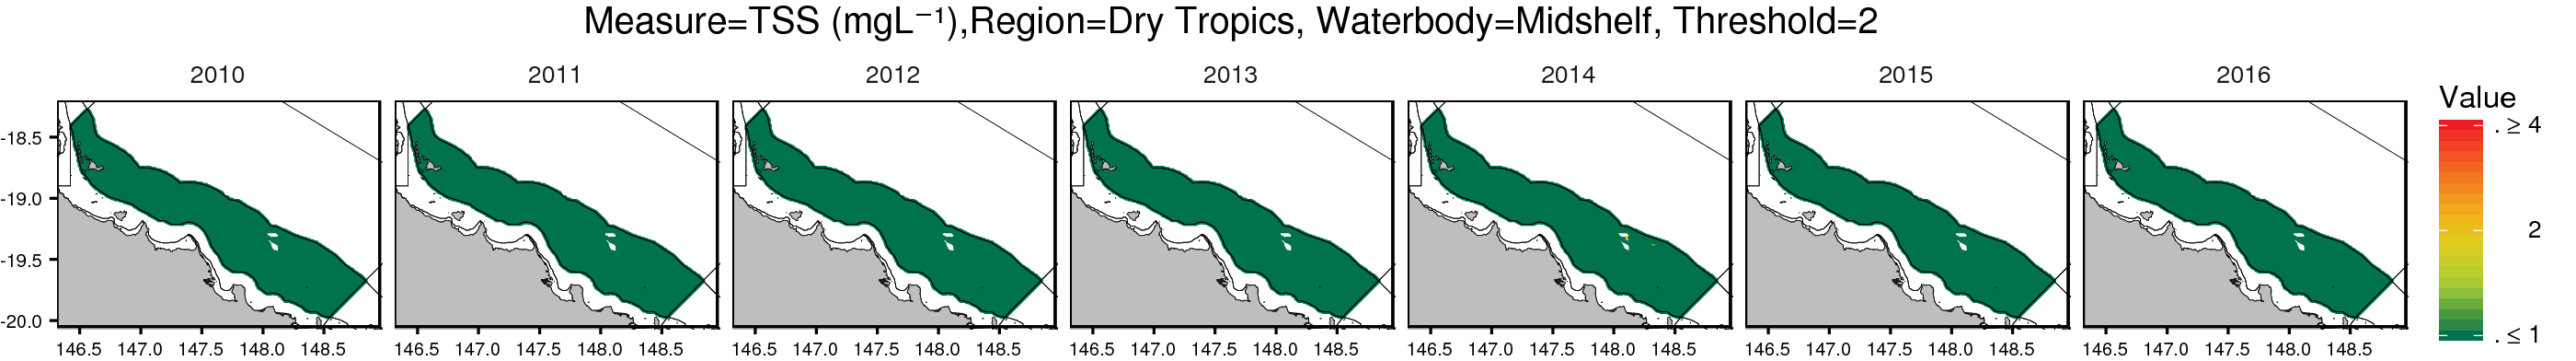 Measure=TSS (mgL⁻¹),Region=Dry Tropics, Waterbody=Midshelf, Threshold=2
2010 2011 2012 2013 2014 2015 2016
Value
. ≥ 4
2
. ≤ 1
-18.5
-19.0
-19.5
-20.0
146.5 147.0 147.5 148.0 148.5 146.5 147.0 147.5 148.0 148.5 146.5 147.0 147.5 148.0 148.5 146.5 147.0 147.5 148.0 148.5 146.5 147.0 147.5 148.0 148.5 146.5 147.0 147.5 148.0 148.5 146.5 147.0 147.5 148.0 148.5